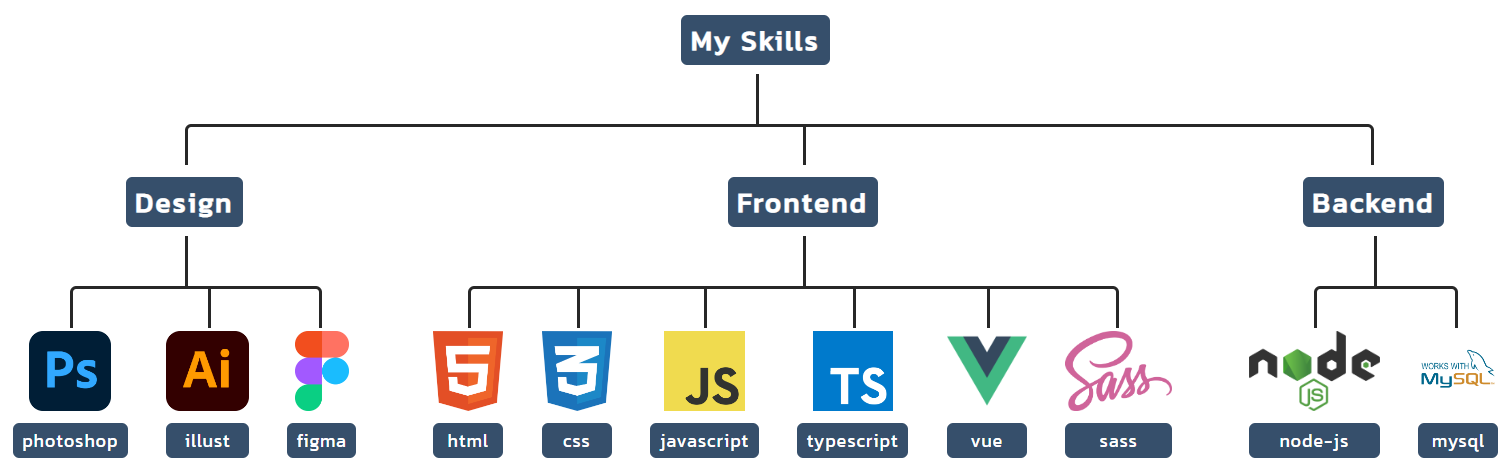 My Skills
Design
Frontend
Backend
Ps
Ai
5
3
JS
TS
Sass
node
JS
WORKS WITH
MySQL
photoshop
illust
figma
html
css
javascript
typescript
vue
sass
node-js
mysql